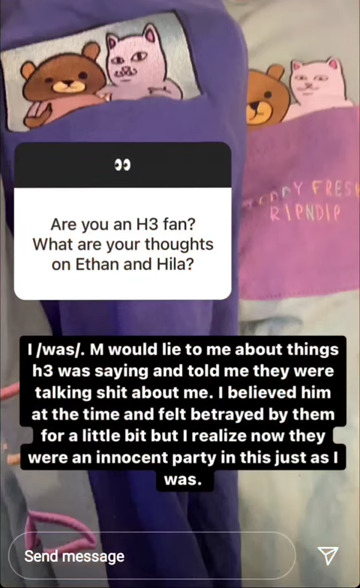 DDY FRESH
RIPNDIP
👀
Are you an H3 fan?
What are your thoughts
on Ethan and Hila?
I /was/. M would lie to me about things
h3 was saying and told me they were
talking shit about me. I believed him
at the time and felt betrayed by them
for a little bit but I realize now they
were an innocent party in this just as I
was.
Send message